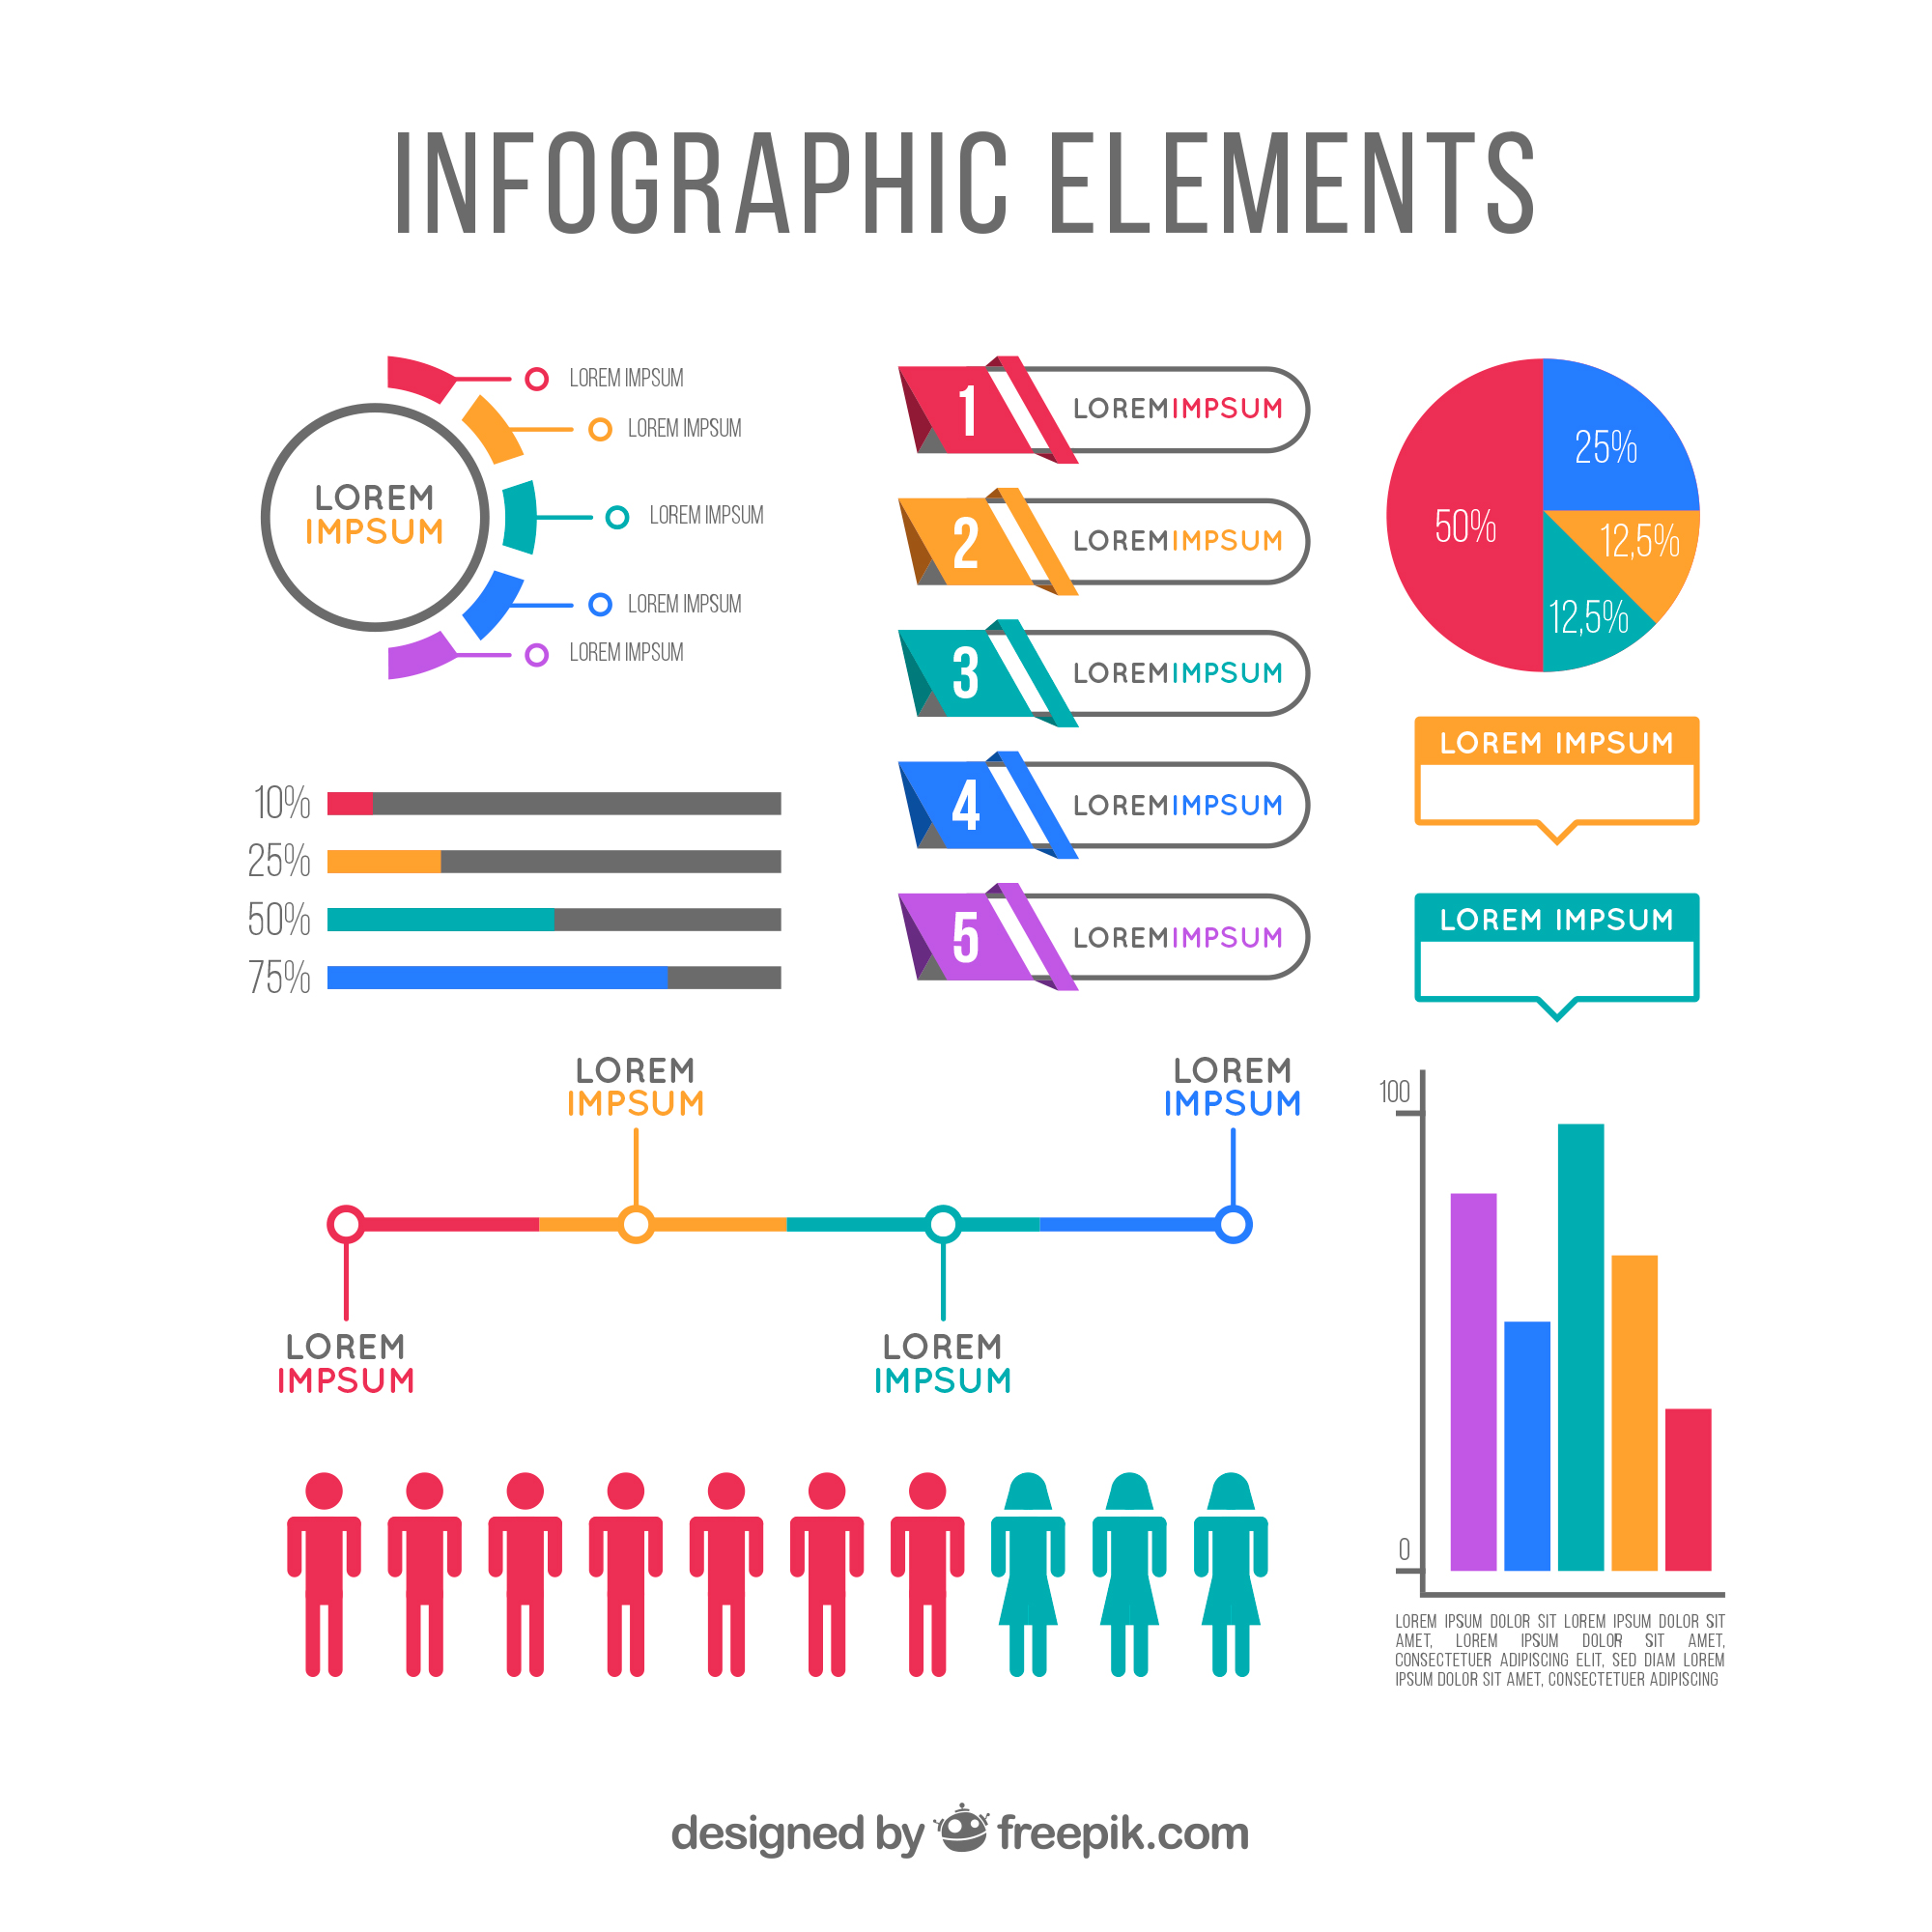 INFOGRAPHIC ELEMENTS
LOREM IMPSUM
LOREM IMPSUM
LOREM
IMPSUM
LOREM IMPSUM
LOREM IMPSUM
LOREM IMPSUM
1 LOREMIMPSUM
2 LOREMIMPSUM
3 LOREMIMPSUM
4 LOREMIMPSUM
5 LOREMIMPSUM
25%
50%
12,5%
12,5%
LOREM IMPSUM
LOREM IMPSUM
10%
25%
50%
75%
LOREM
IMPSUM
LOREM
IMPSUM
LOREM
IMPSUM
LOREM
IMPSUM
100
0
LOREM IPSUM DOLOR SIT LOREM IPSUM DOLOR SIT
AMET, LOREM IPSUM DOLOR SIT AMET,
CONSECTETUER ADIPISCING ELIT, SED DIAM LOREM
IPSUM DOLOR SIT AMET, CONSECTETUER ADIPISCING
designed by freepik.com